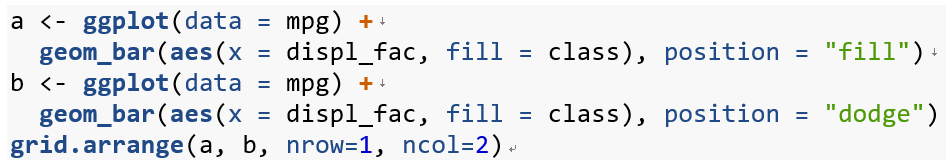 a <- ggplot(data = mpg) +
  geom_bar(aes(x = displ_fac, fill = class), position = "fill")
b <- ggplot(data = mpg) +
  geom_bar(aes(x = displ_fac, fill = class), position = "dodge")
grid.arrange(a, b, nrow=1, ncol=2)